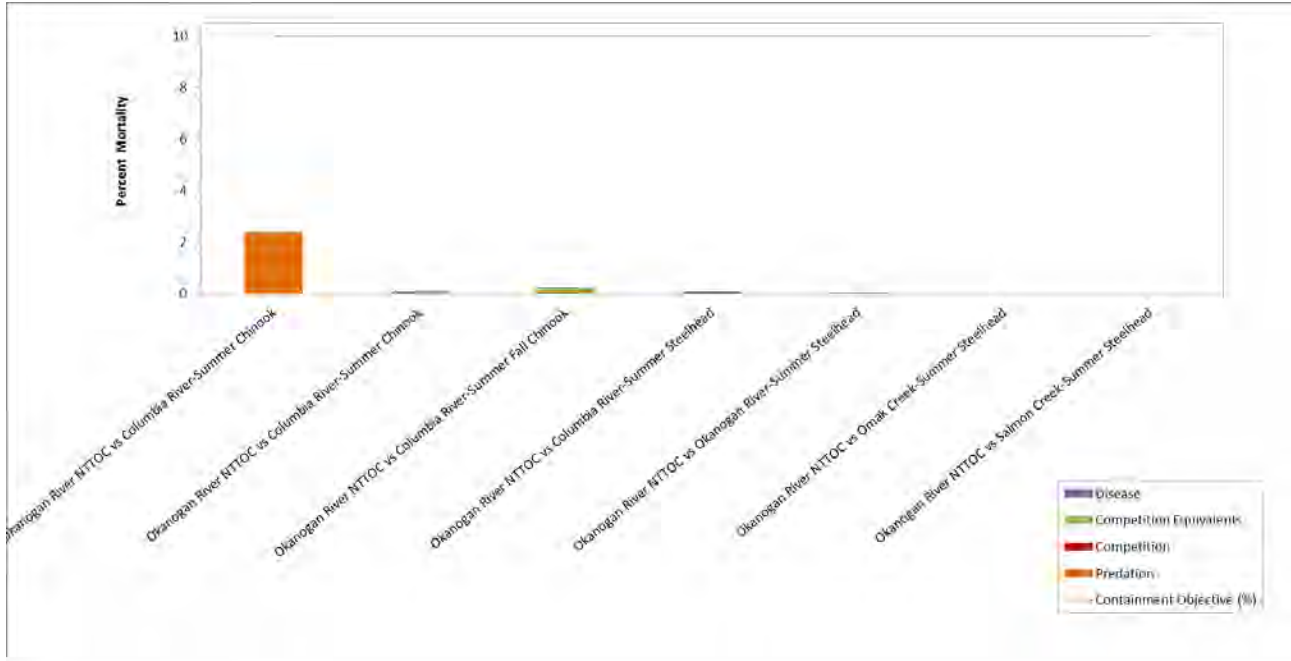 Percent Mortality
10
8
6
4
2
0
Okanogan River NTTOC vs Columbia River-Summer Chinook
Okanogan River NTTOC vs Columbia River-Summer Chinook
Okanogan River NTTOC vs Columbia River-Summer Fall Chinook
Okanogan River NTTOC vs Columbia River-Summer Steelhead
Okanogan River NTTOC vs Okanogan River-Summer Steelhead
Okanogan River NTTOC vs Omak Creek-Summer Steelhead
Okanogan River NTTOC vs Salmon Creek-Summer Steelhead
Disease
Competition Equivalents
Competition
Predation
Containment Objective (%)